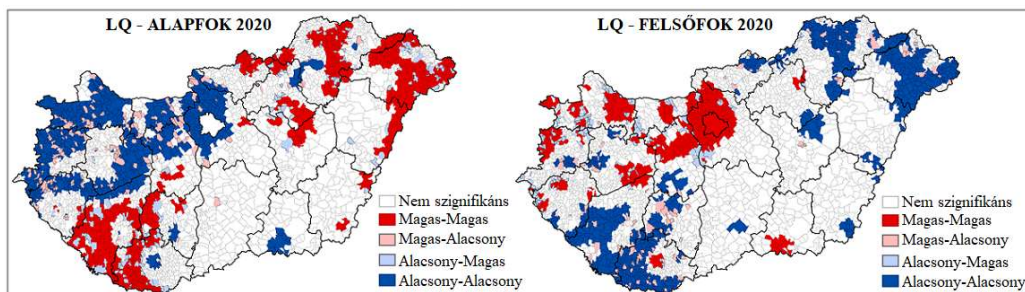 LQ - ALAPFOK 2020
Nem szignifikáns
Magas-Magas
Magas-Alacsony
Alacsony-Magas
Alacsony-Alacsony
LQ - FELSŐFOK 2020
Nem szignifikáns
Magas-Magas
Magas-Alacsony
Alacsony-Magas
Alacsony-Alacsony